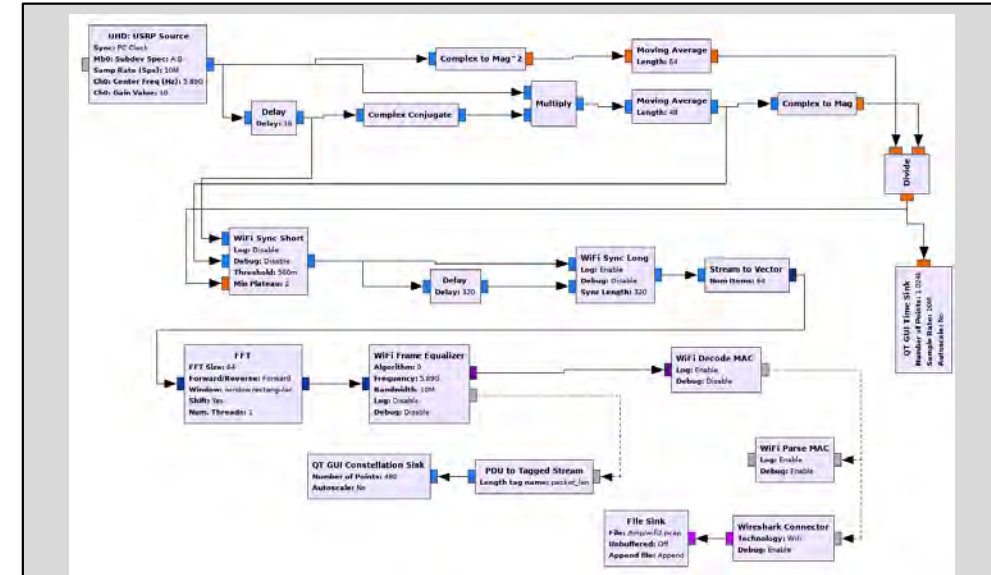 UHD: USRP Source
Sync: PC Clock
Mb0: Subdev Spec: A:B
Samp Rate (Sps): 10M
Ch0: Center Freq (Hz): 5.89G
Ch0: Gain Value: 10
Complex to Mag^2
Moving Average
Length: 64
Delay
Delay: 16
Complex Conjugate
Multiply
Moving Average
Length: 48
Complex to Mag
Divide
WiFi Sync Short
Log: Disable
Debug: Disable
Threshold: 560m
Min Plateau: 2
Delay
Delay: 320
WiFi Sync Long
Log: Enable
Debug: Disable
Sync Length: 320
Stream to Vector
Num Items: 64
QT GUI Time Sink
Number of Points: 1.024k
Sample Rate: 10M
Autoscale: No
FFT
FFT Size: 64
Forward/Reverse: Forward
Window: window.rectangular
Shift: Yes
Num. Threads: 1
WiFi Frame Equalizer
Algorithm: 0
Frequency: 5.89G
Bandwidth: 10M
Log: Disable
Debug: Disable
WiFi Decode MAC
Log: Enable
Debug: Disable
WiFi Parse MAC
Log: Enable
Debug: Enable
QT GUI Constellation Sink
Number of Points: 480
Autoscale: No
PDU to Tagged Stream
Length tag name: packet_len
File Sink
File: /tmp/wifi2.pcap
Unbuffered: Off
Append file: Append
Wireshark Connector
Technology: Wifi
Debug: Enable